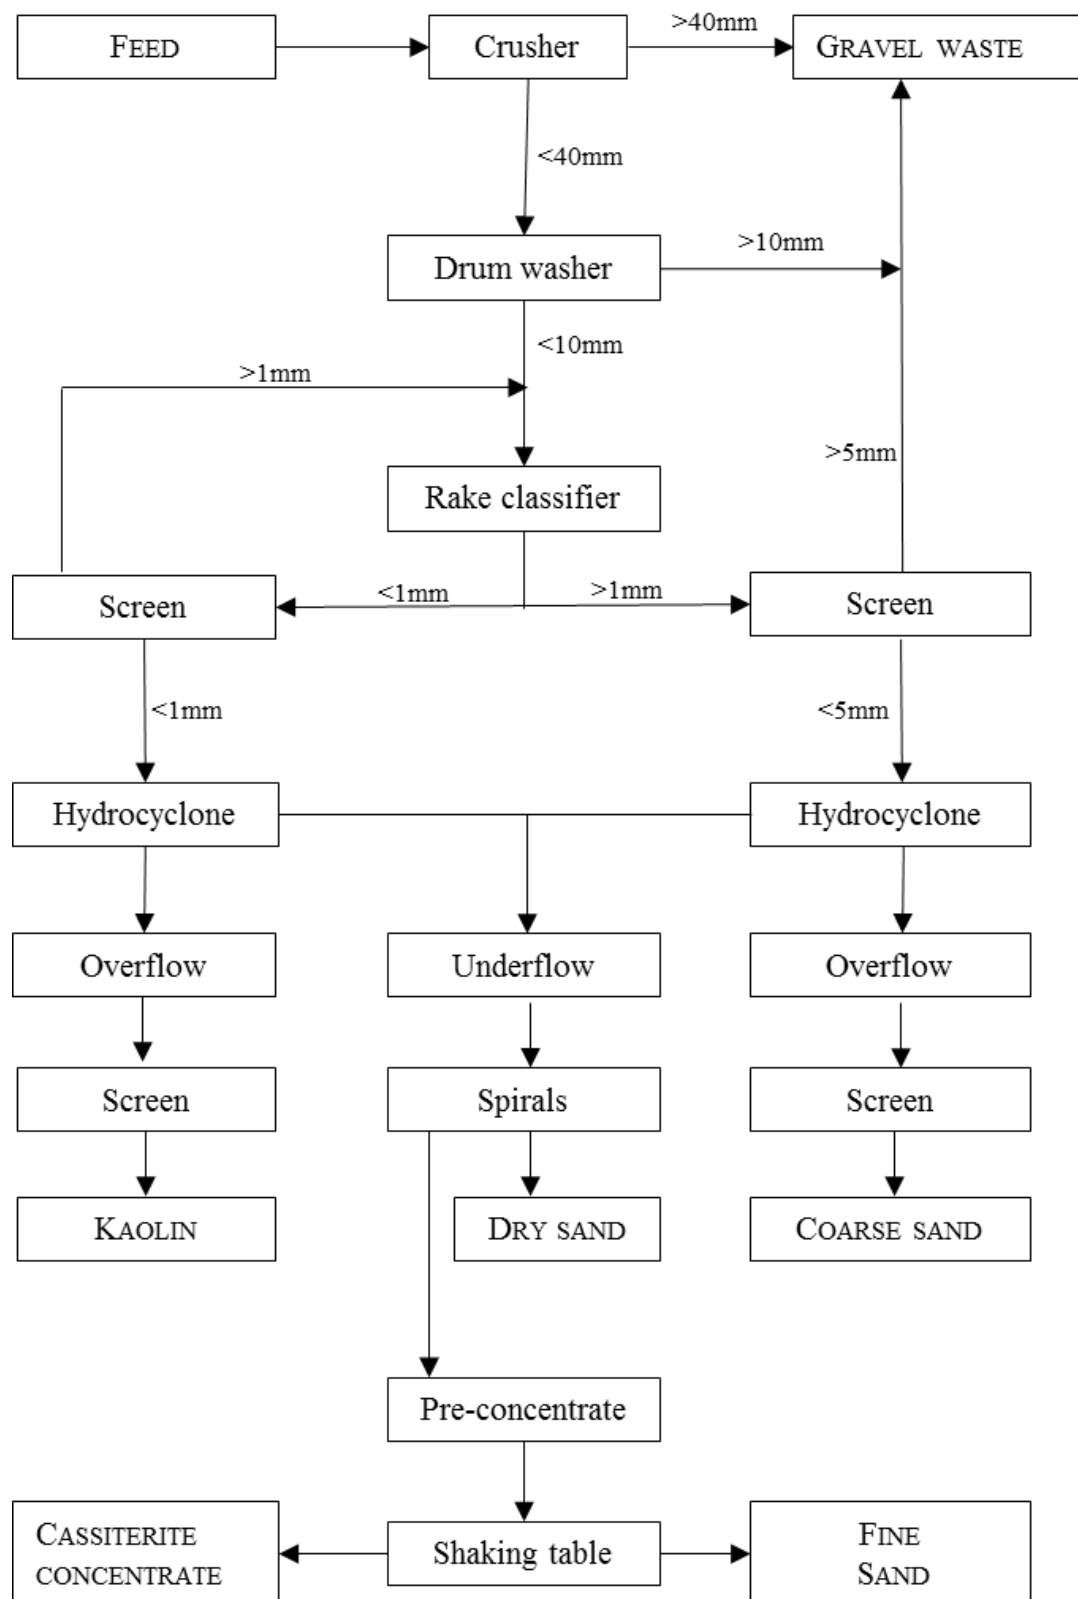 FEED
Crusher
>40mm
GRAVEL WASTE
<40mm
Drum washer
>10mm
<10mm
>1mm
>5mm
Rake classifier
Screen
<1mm
>1mm
Screen
<1mm
<5mm
Hydrocyclone
Hydrocyclone
Overflow
Underflow
Overflow
Screen
Spirals
Screen
KAOLIN
DRY SAND
COARSE SAND
Pre-concentrate
CASSITERITE
CONCENTRATE
Shaking table
FINE
SAND